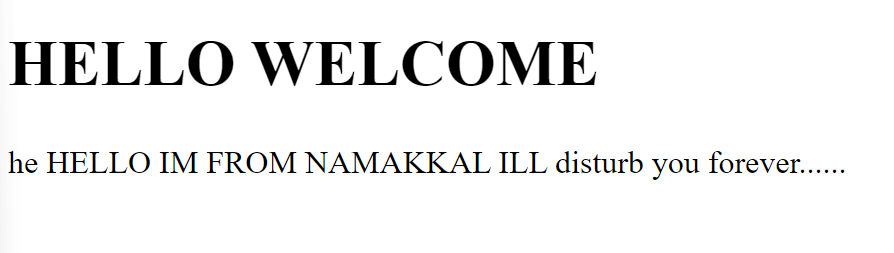 HELLO WELCOME
he HELLO IM FROM NAMAKKAL ILL disturb you forever......